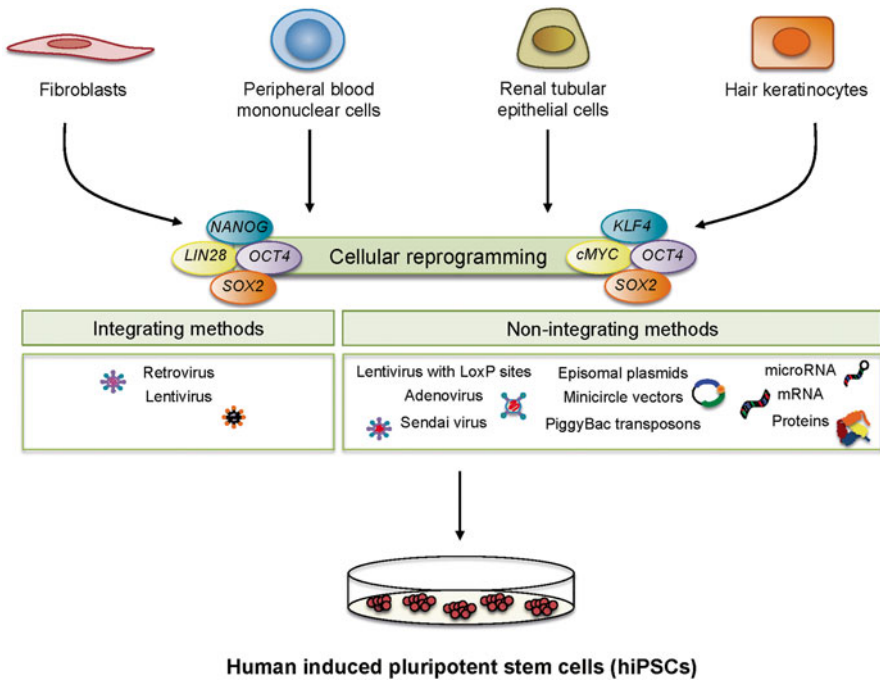 Fibroblasts
Peripheral blood
mononuclear cells
Renal tubular
epithelial cells
Hair keratinocytes
NANOG
LIN28
OCT4
SOX2
Cellular reprogramming
KLF4
cMYC
OCT4
SOX2
Integrating methods
Non-integrating methods
Retrovirus
Lentivirus
Lentivirus with LoxP sites
Adenovirus
Sendai virus
Episomal plasmids
Minicircle vectors
PiggyBac transposons
microRNA
mRNA
Proteins
Human induced pluripotent stem cells (hiPSCs)